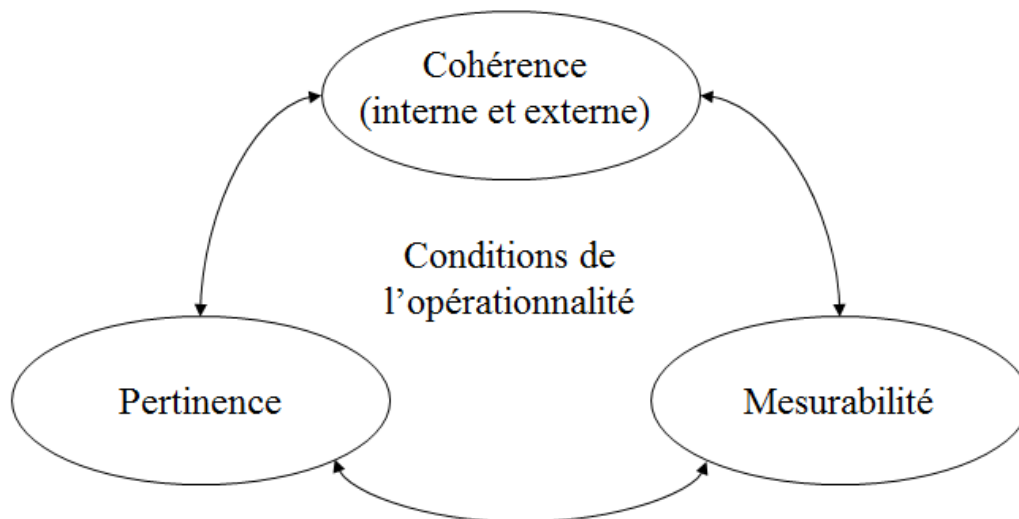 Cohérence
(interne et externe)
Conditions de
l’opérationnalité
Pertinence
Mesurabilité